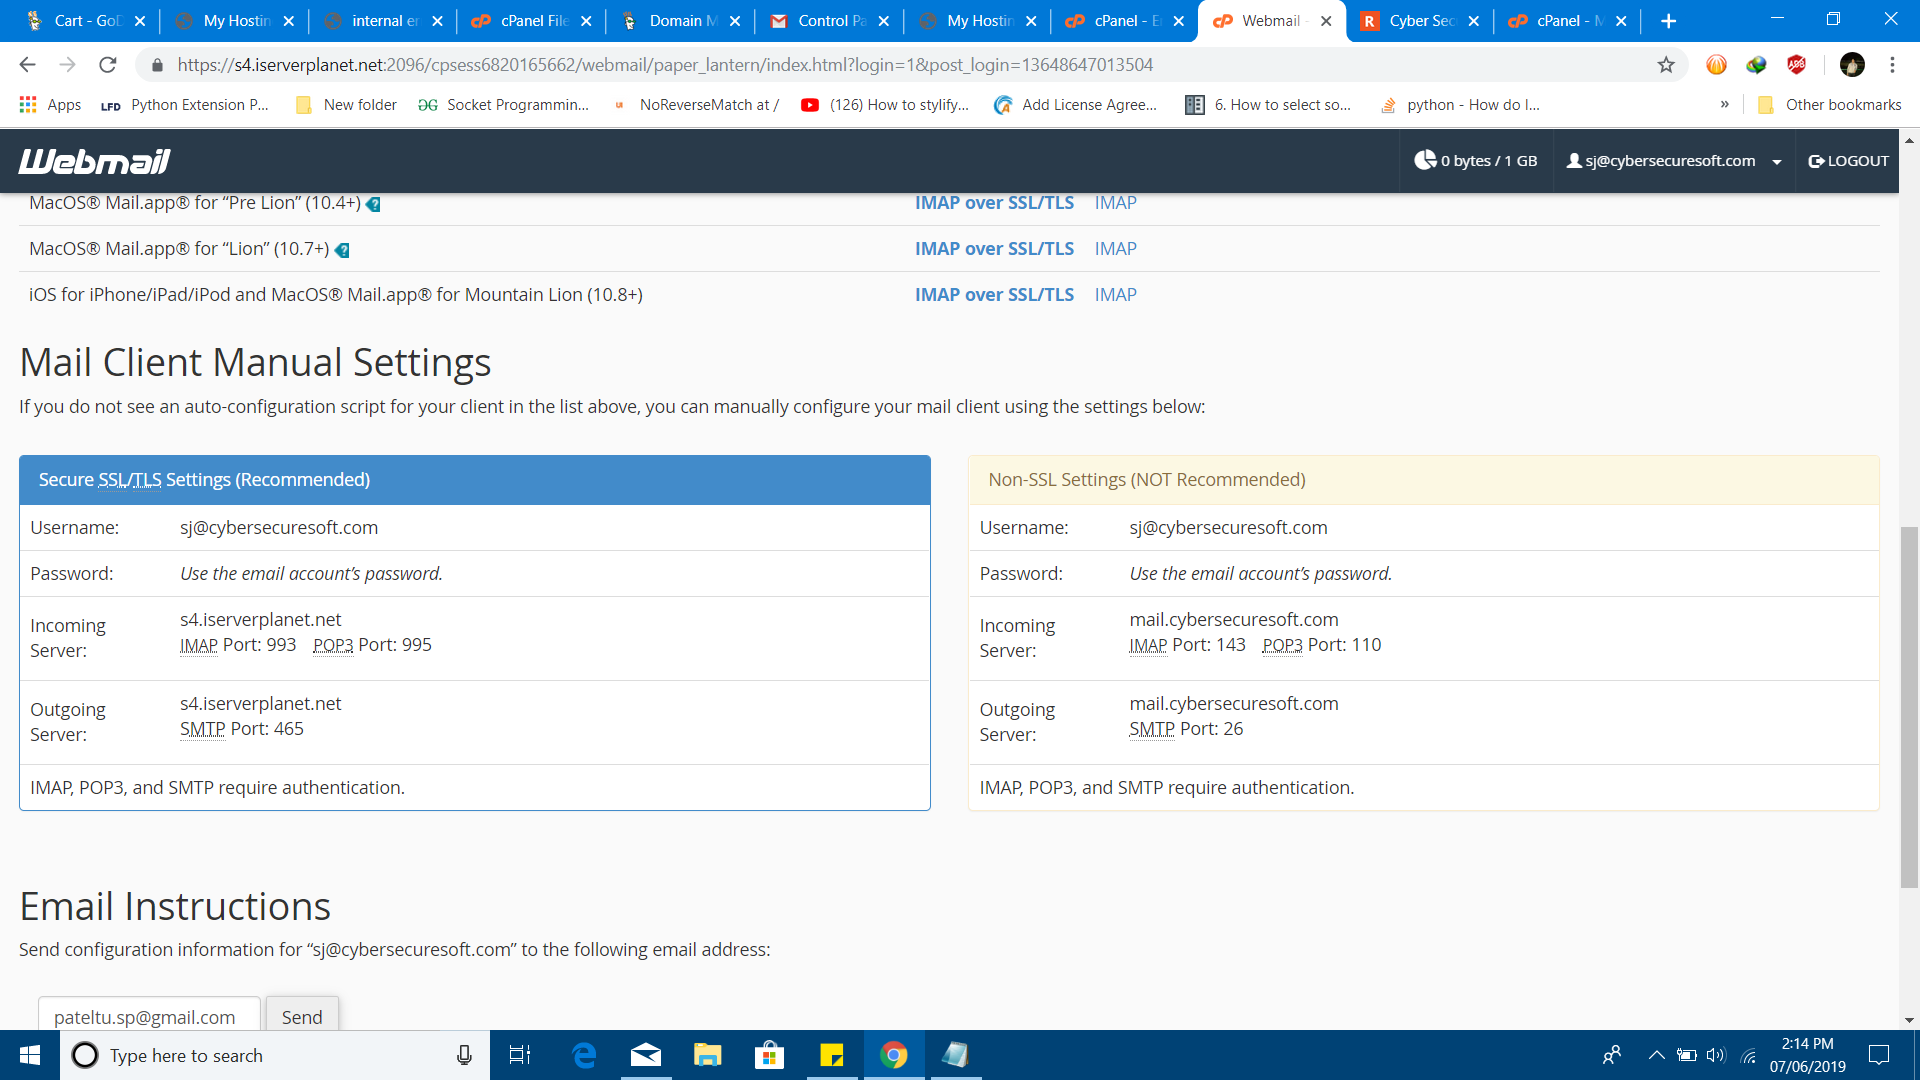 Cart - GoD
My Hostin
internal er
cPanel File
Domain M
Control Pa
My Hostin
cPanel - E
Webmail -
Cyber Sec
cPanel - M
https://s4.iserverplanet.net:2096/cpsess6820165662/webmail/paper_lantern/index.html?login=1&post_login=13648647013504
Apps
LFD Python Extension P...
New folder
Socket Programmin...
NoReverseMatch at /
(126) How to stylify...
Add License Agree...
6. How to select so...
python - How do I...
»
Other bookmarks
Webmail
0 bytes / 1 GB
sj@cybersecuresoft.com
LOGOUT
MacOS® Mail.app® for “Pre Lion” (10.4+) IMAP over SSL/TLS IMAP
MacOS® Mail.app® for “Lion” (10.7+) IMAP over SSL/TLS IMAP
iOS for iPhone/iPad/iPod and MacOS® Mail.app® for Mountain Lion (10.8+) IMAP over SSL/TLS IMAP
Mail Client Manual Settings
If you do not see an auto-configuration script for your client in the list above, you can manually configure your mail client using the settings below:
Secure SSL/TLS Settings (Recommended)
Username: sj@cybersecuresoft.com
Password: Use the email account’s password.
Incoming Server:
s4.iserverplanet.net
IMAP Port: 993 POP3 Port: 995
Outgoing Server:
s4.iserverplanet.net
SMTP Port: 465
IMAP, POP3, and SMTP require authentication.
Non-SSL Settings (NOT Recommended)
Username: sj@cybersecuresoft.com
Password: Use the email account’s password.
Incoming Server:
mail.cybersecuresoft.com
IMAP Port: 143 POP3 Port: 110
Outgoing Server:
mail.cybersecuresoft.com
SMTP Port: 26
IMAP, POP3, and SMTP require authentication.
Email Instructions
Send configuration information for “sj@cybersecuresoft.com” to the following email address:
pateltu.sp@gmail.com
Send
Type here to search
2:14 PM
07/06/2019